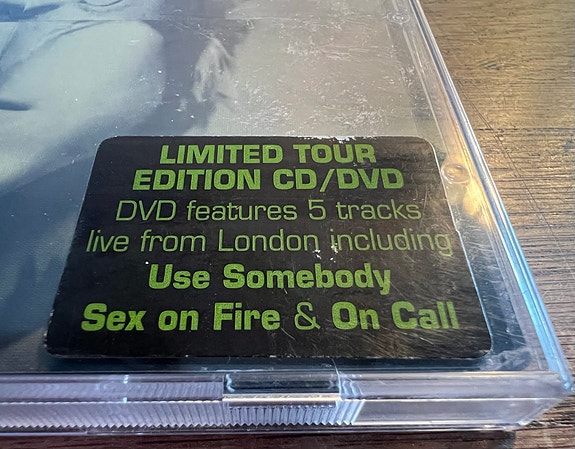 LIMITED TOUR
EDITION CD/DVD
DVD features 5 tracks
live from London including
Use Somebody
Sex on Fire & On Call